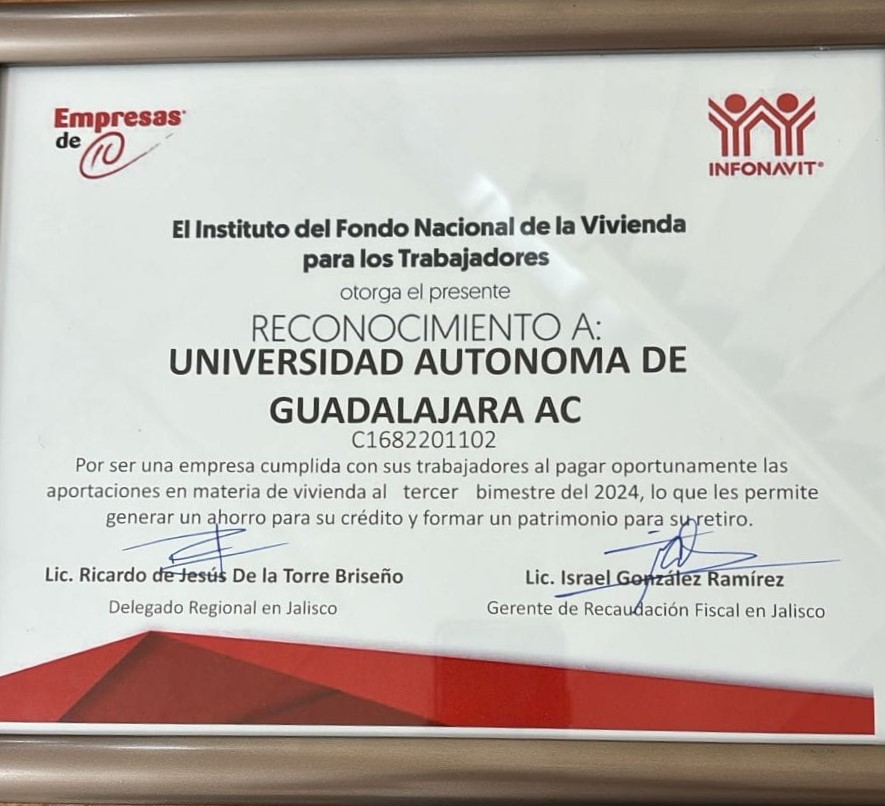 Empresas
de 10
INFONAVIT®
El Instituto del Fondo Nacional de la Vivienda
para los Trabajadores
otorga el presente
RECONOCIMIENTO A:
UNIVERSIDAD AUTONOMA DE
GUADALAJARA AC
C1682201102
Por ser una empresa cumplida con sus trabajadores al pagar oportunamente las
aportaciones en materia de vivienda al tercer bimestre del 2024, lo que les permite
generar un ahorro para su crédito y formar un patrimonio para su retiro.
Lic. Ricardo de Jesús De la Torre Briseño
Delegado Regional en Jalisco
Lic. Israel González Ramírez
Gerente de Recaudación Fiscal en Jalisco